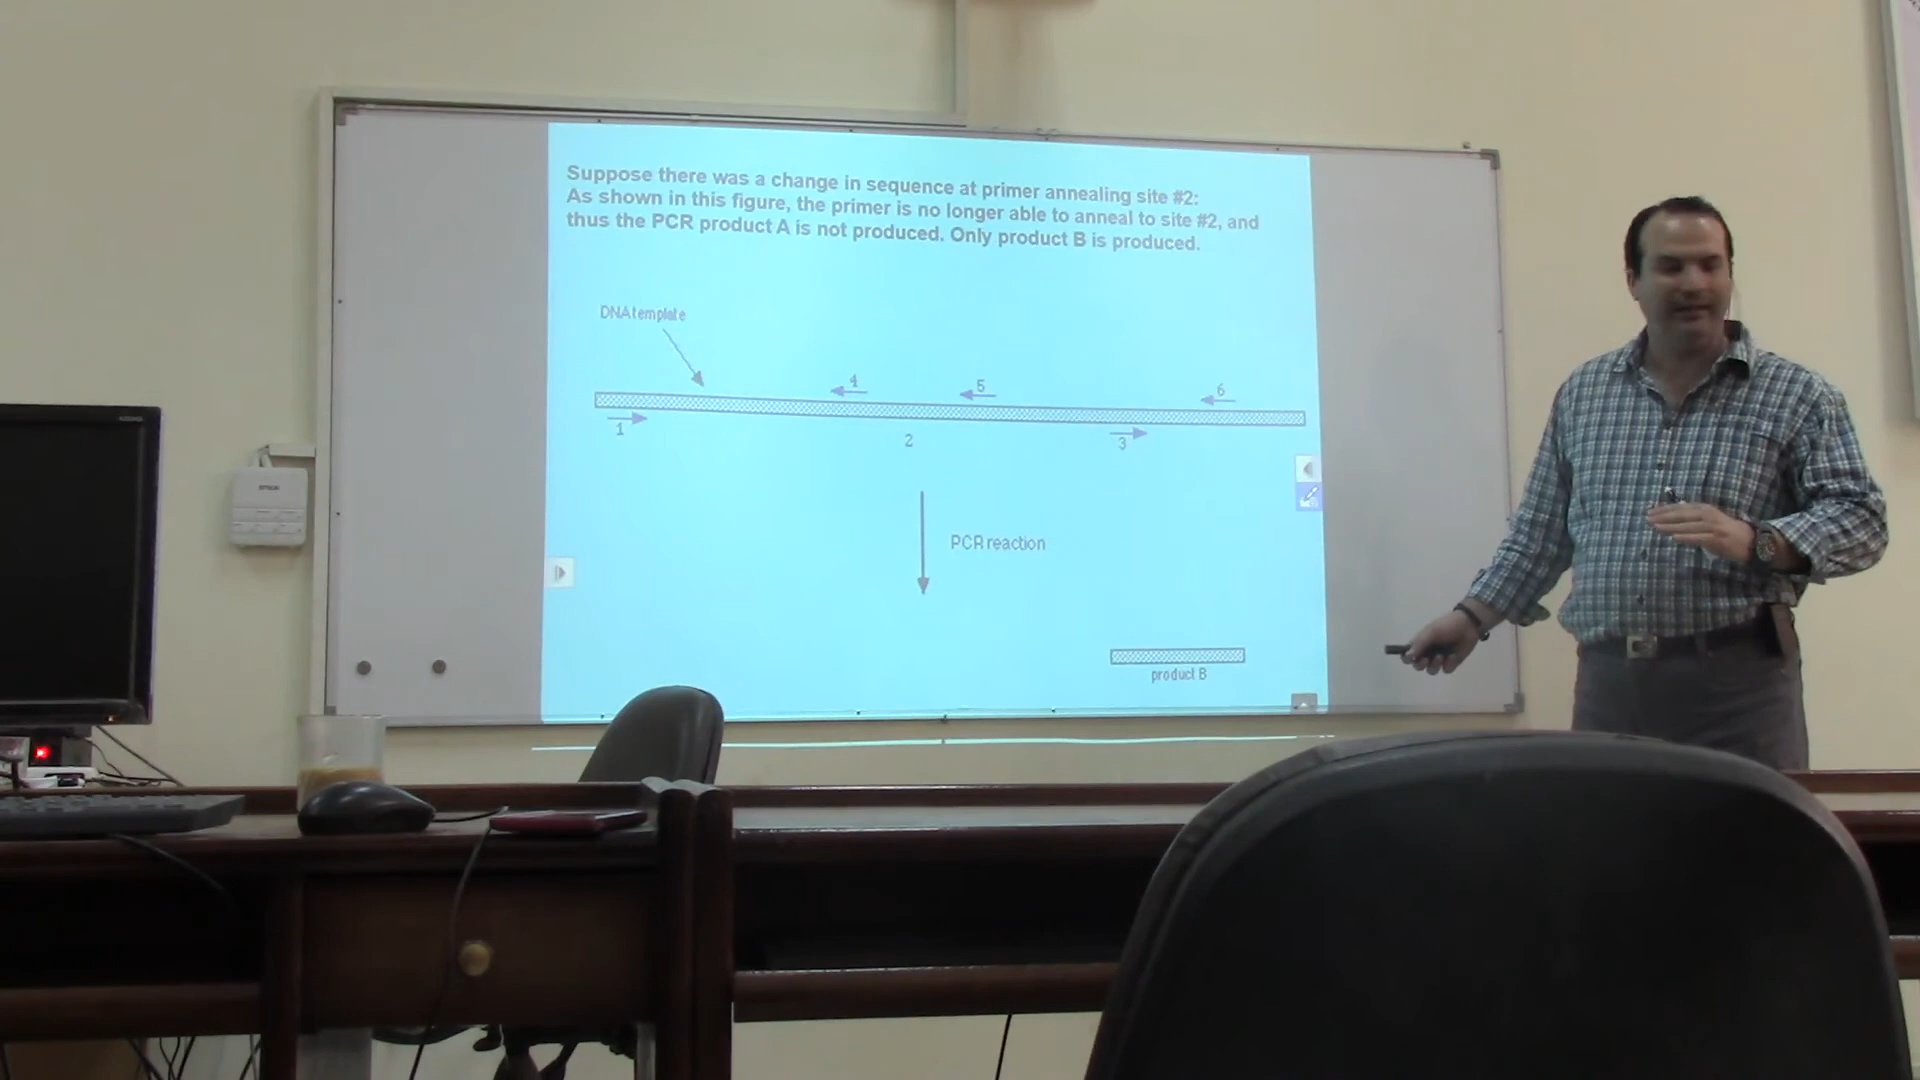 Suppose there was a change in sequence at primer annealing site #2:
As shown in this figure, the primer is no longer able to anneal to site #2, and
thus the PCR product A is not produced. Only product B is produced.
DNA template
4
5
6
1
2
3
PCR reaction
product B
EPSON